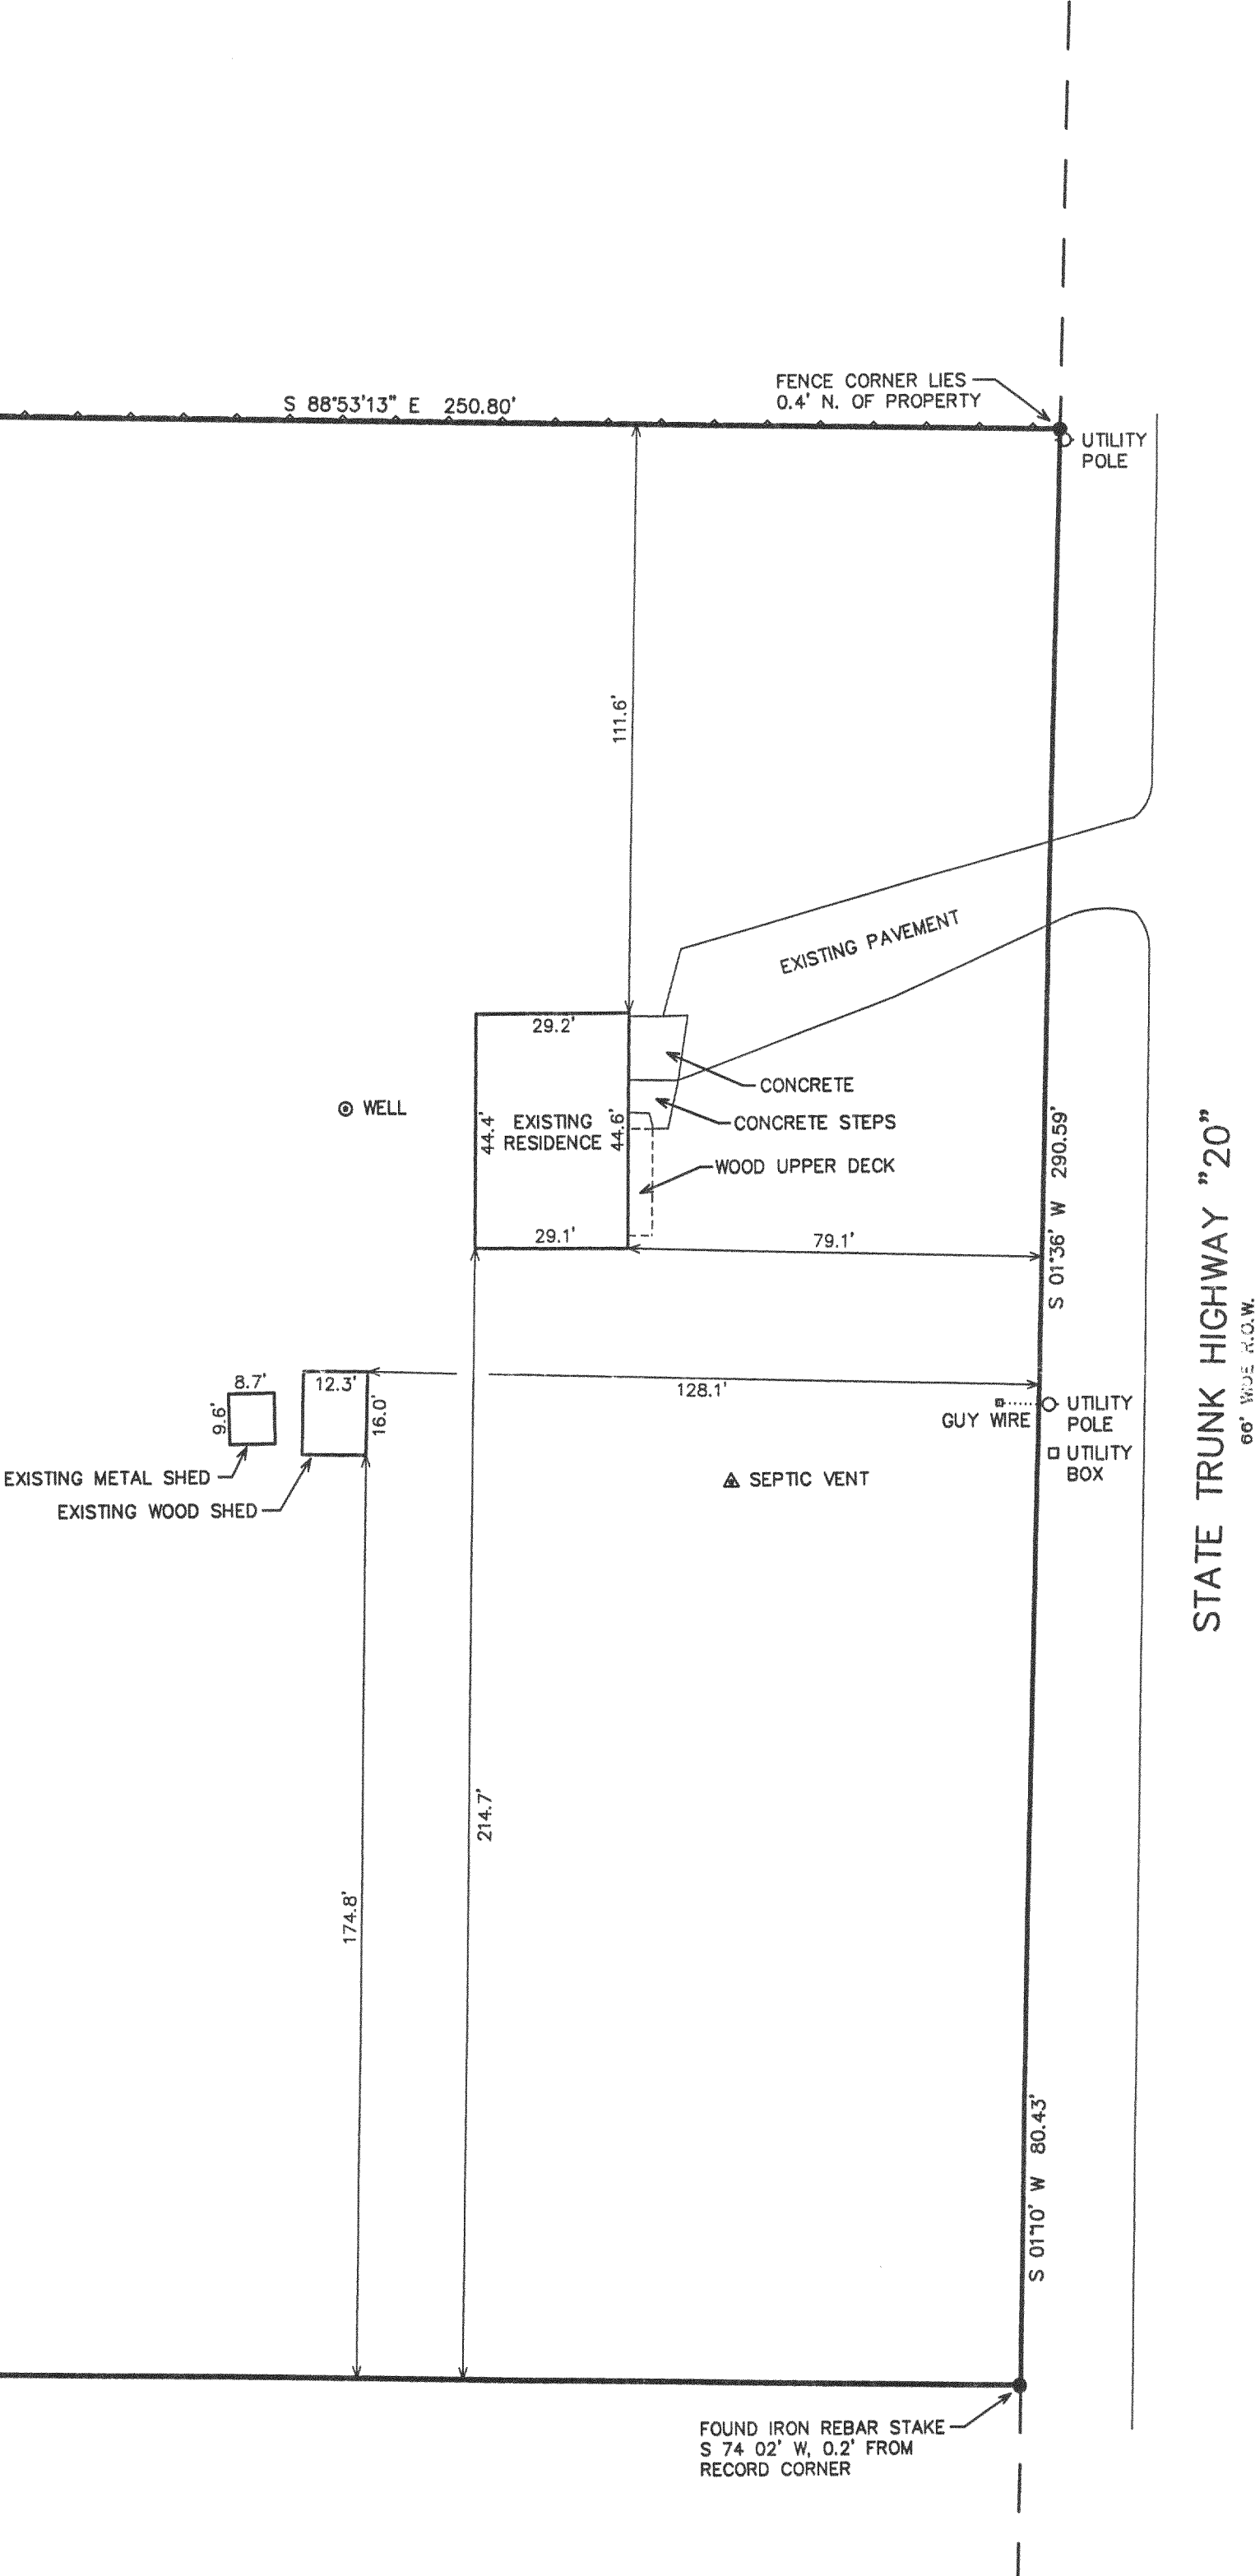 FENCE CORNER LIES
0.4' N. OF PROPERTY
S 88°53'13" E 250.80'
UTILITY
POLE
111.6'
EXISTING PAVEMENT
29.2'
CONCRETE
WELL
44.4'
EXISTING
RESIDENCE
44.6'
CONCRETE STEPS
WOOD UPPER DECK
29.1'
79.1'
S 01°36' W 290.59'
STATE TRUNK HIGHWAY "20"
66' WIDE R.O.W.
8.7'
9.6'
12.3'
16.0'
128.1'
GUY WIRE
UTILITY
POLE
UTILITY
BOX
EXISTING METAL SHED
EXISTING WOOD SHED
SEPTIC VENT
214.7'
174.8'
S 01°10' W 80.43'
FOUND IRON REBAR STAKE
S 74 02' W, 0.2' FROM
RECORD CORNER